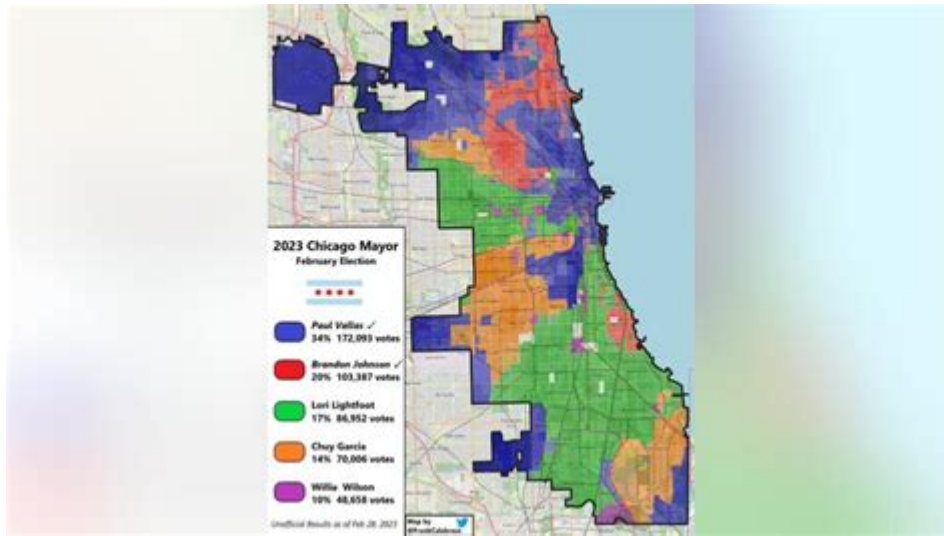 2023 Chicago Mayor
February Election
Paul Vallas ✓
34% 172,093 votes
Brandon Johnson ✓
20% 103,387 votes
Lori Lightfoot
17% 86,952 votes
Chuy Garcia
14% 70,006 votes
Willie Wilson
10% 48,658 votes
Unofficial Results as of Feb 28, 2023
Map by
@FrankCalabrese